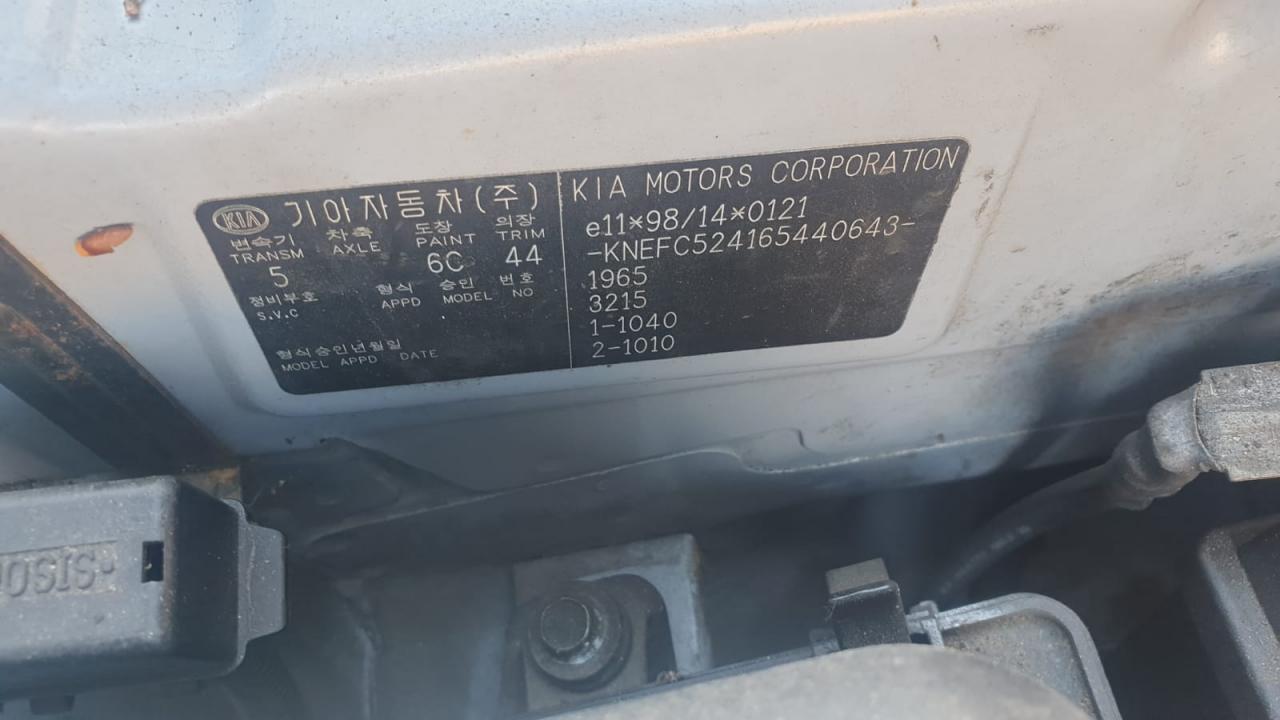 KIA 기아자동차(주)
변속기 차축 도장 의장
TRANSM AXLE PAINT TRIM
5 6C 44
정비부호 형식 승인 번호
S.V.C APPD MODEL NO
형식승인년월일
MODEL APPD DATE
KIA MOTORS CORPORATION
e11*98/14*0121
-KNEFC524165440643-
1965
3215
1-1040
2-1010